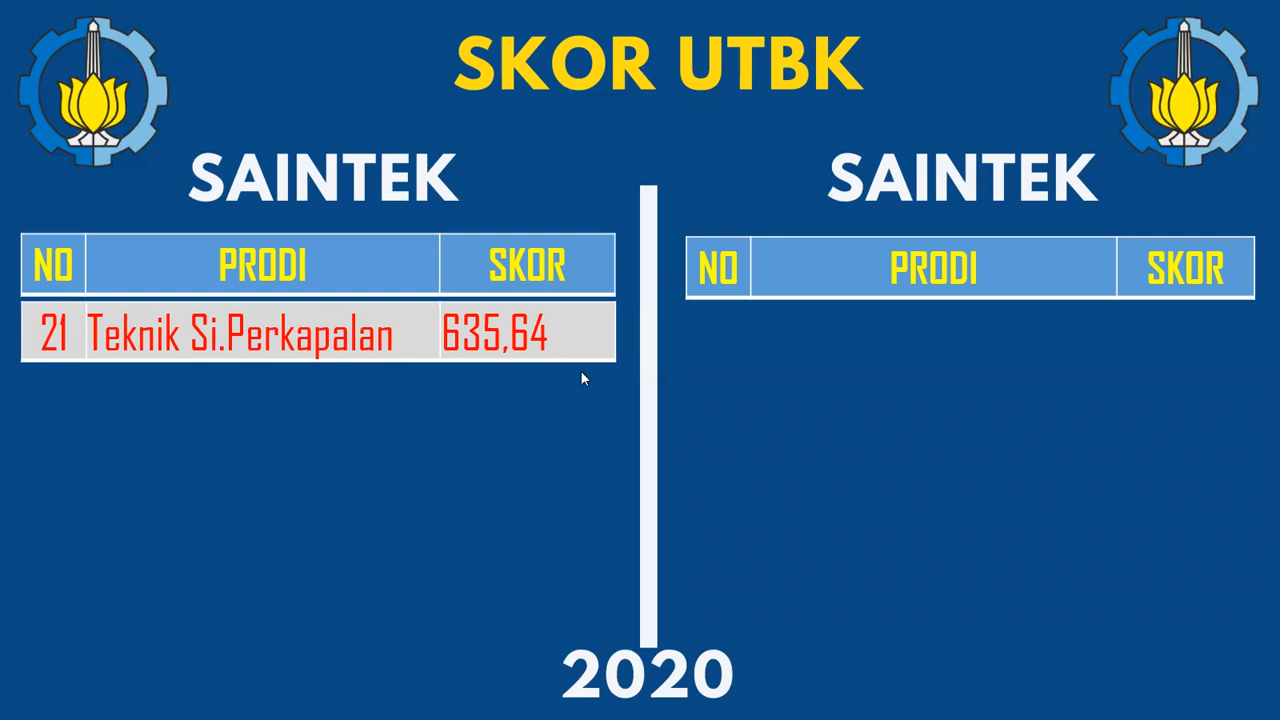 SKOR UTBK
SAINTEK
NO PRODI SKOR
21 Teknik Si.Perkapalan 635,64
SAINTEK
NO PRODI SKOR
2020